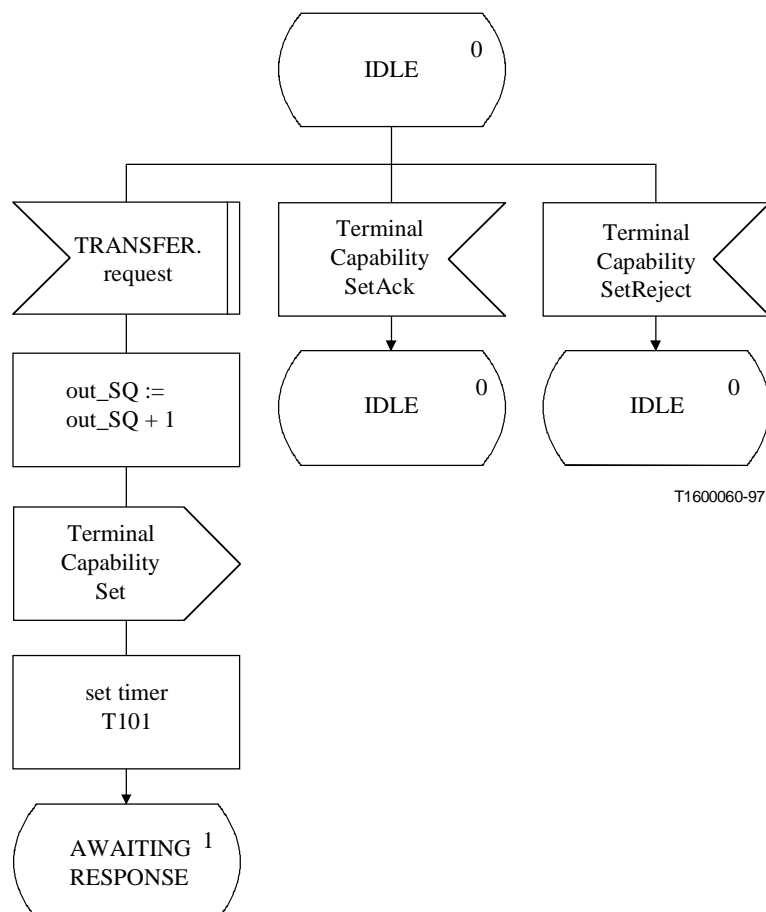 0
IDLE
TRANSFER.
request
Terminal
Capability
SetAck
Terminal
Capability
SetReject
out_SQ :=
out_SQ + 1
0
IDLE
0
IDLE
T1600060-97
Terminal
Capability
Set
set timer
T101
AWAITING 1
RESPONSE